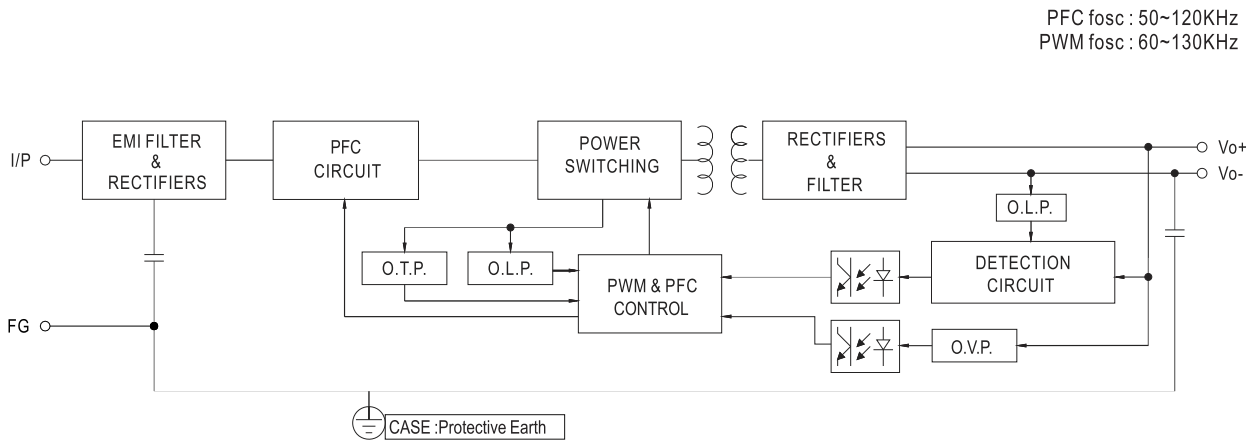 PFC fosc : 50~120KHz
PWM fosc : 60~130KHz
I/P
EMI FILTER
&
RECTIFIERS
PFC
CIRCUIT
POWER
SWITCHING
RECTIFIERS
&
FILTER
Vo+
Vo-
O.L.P.
O.T.P.
O.L.P.
PWM & PFC
CONTROL
DETECTION
CIRCUIT
FG
O.V.P.
CASE :Protective Earth